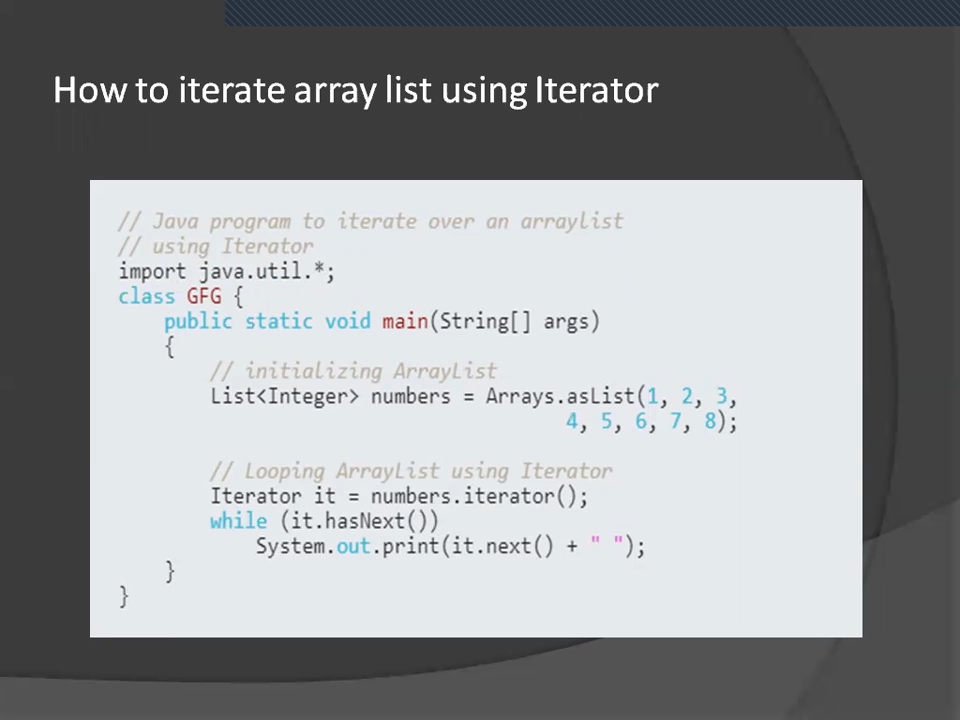 How to iterate array list using Iterator
// Java program to iterate over an arraylist
// using Iterator
import java.util.*;
class GFG {
    public static void main(String[] args)
    {
        // initializing ArrayList
        List<Integer> numbers = Arrays.asList(1, 2, 3,
                                       4, 5, 6, 7, 8);
        // Looping ArrayList using Iterator
        Iterator it = numbers.iterator();
        while (it.hasNext())
            System.out.print(it.next() + " ");
    }
}